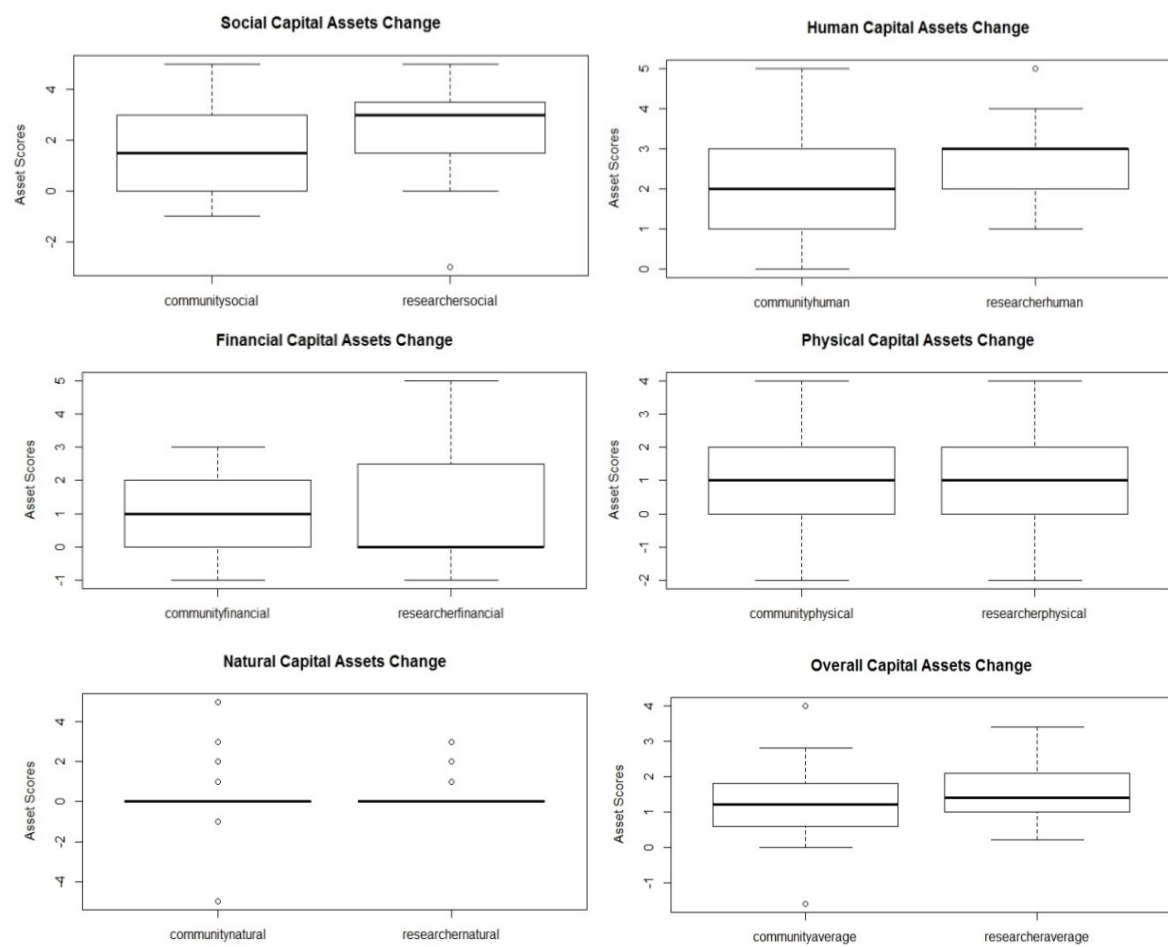 Social Capital Assets Change
Asset Scores
4
2
0
-2
communitysocial
researchersocial
Human Capital Assets Change
Asset Scores
5
4
3
2
1
0
communityhuman
researcherhuman
Financial Capital Assets Change
Asset Scores
5
4
3
2
1
0
-1
communityfinancial
researcherfinancial
Physical Capital Assets Change
Asset Scores
4
3
2
1
0
-1
-2
communityphysical
researcherphysical
Natural Capital Assets Change
Asset Scores
4
2
0
-2
-4
communitynatural
researchernatural
Overall Capital Assets Change
Asset Scores
4
3
2
1
0
-1
communityaverage
researcheraverage